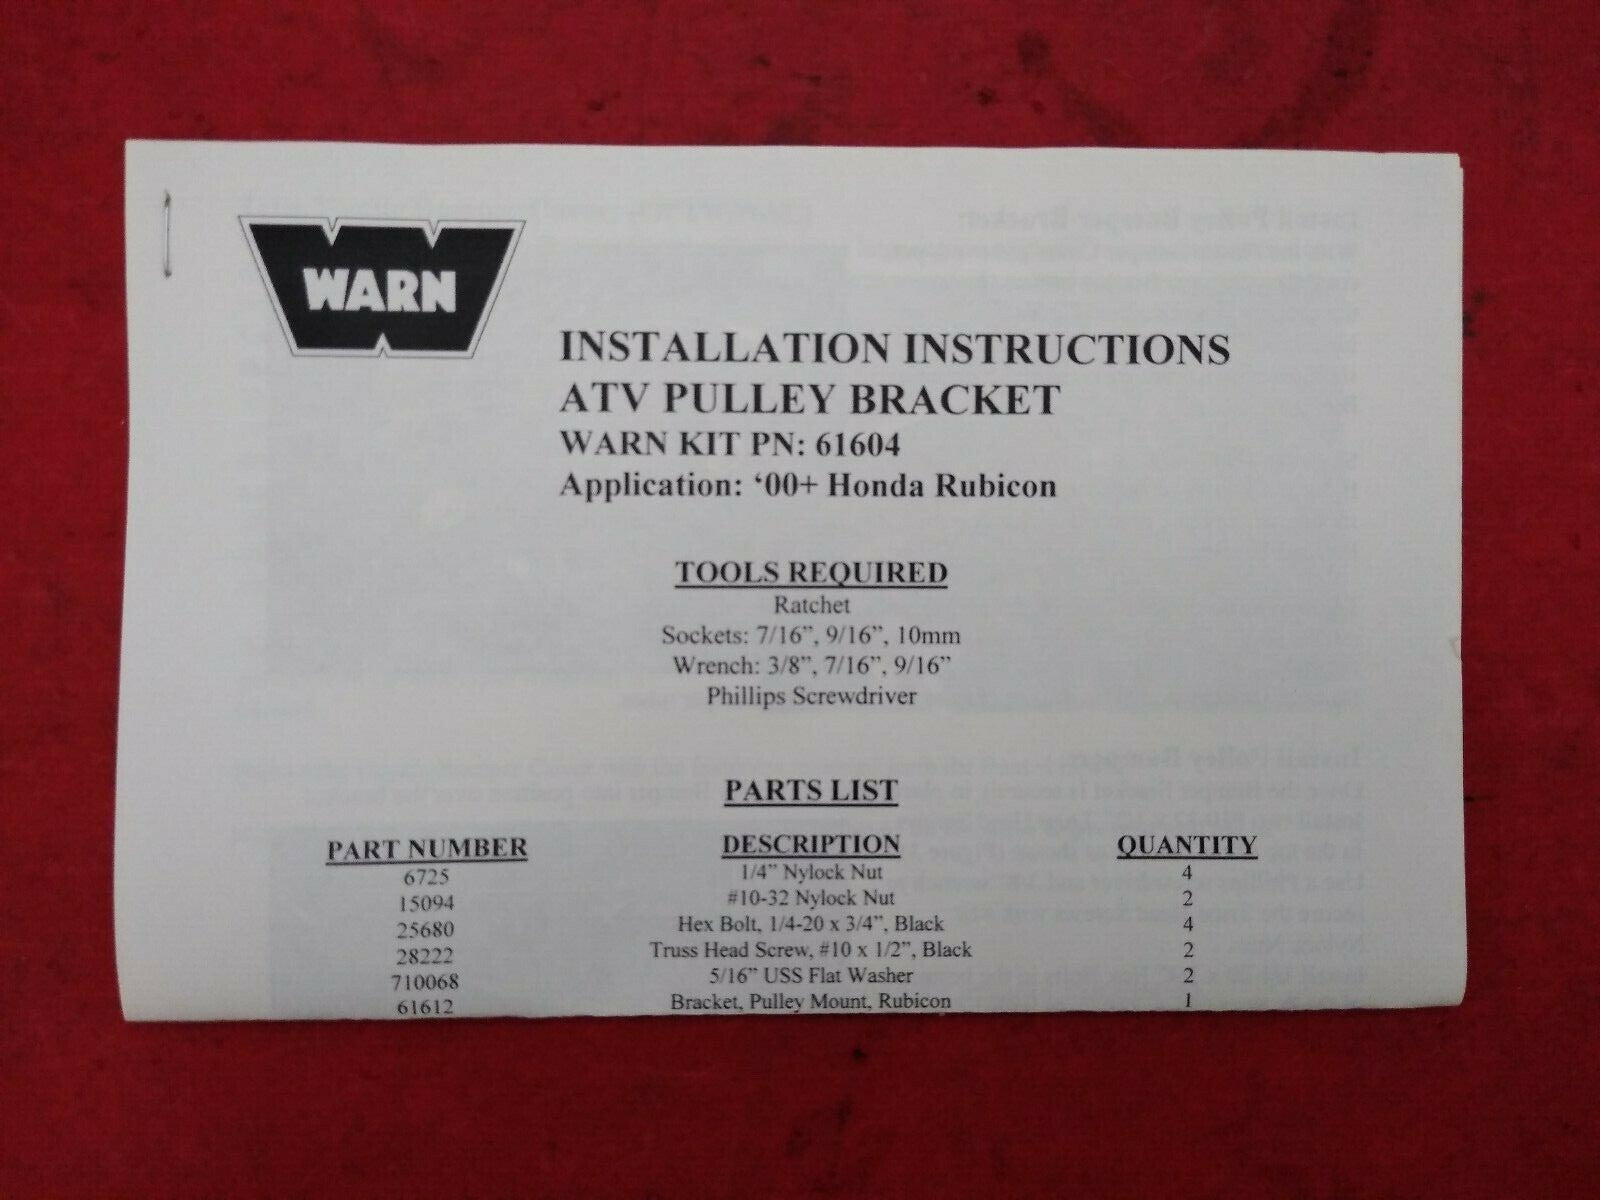 WARN
INSTALLATION INSTRUCTIONS
ATV PULLEY BRACKET
WARN KIT PN: 61604
Application: ‘00+ Honda Rubicon
TOOLS REQUIRED
Ratchet
Sockets: 7/16”, 9/16”, 10mm
Wrench: 3/8”, 7/16”, 9/16”
Phillips Screwdriver
PARTS LIST
PART NUMBER DESCRIPTION QUANTITY
6725 1/4” Nylock Nut 4
15094 #10-32 Nylock Nut 2
25680 Hex Bolt, 1/4-20 x 3/4”, Black 4
28222 Truss Head Screw, #10 x 1/2”, Black 2
710068 5/16” USS Flat Washer 2
61612 Bracket, Pulley Mount, Rubicon 1